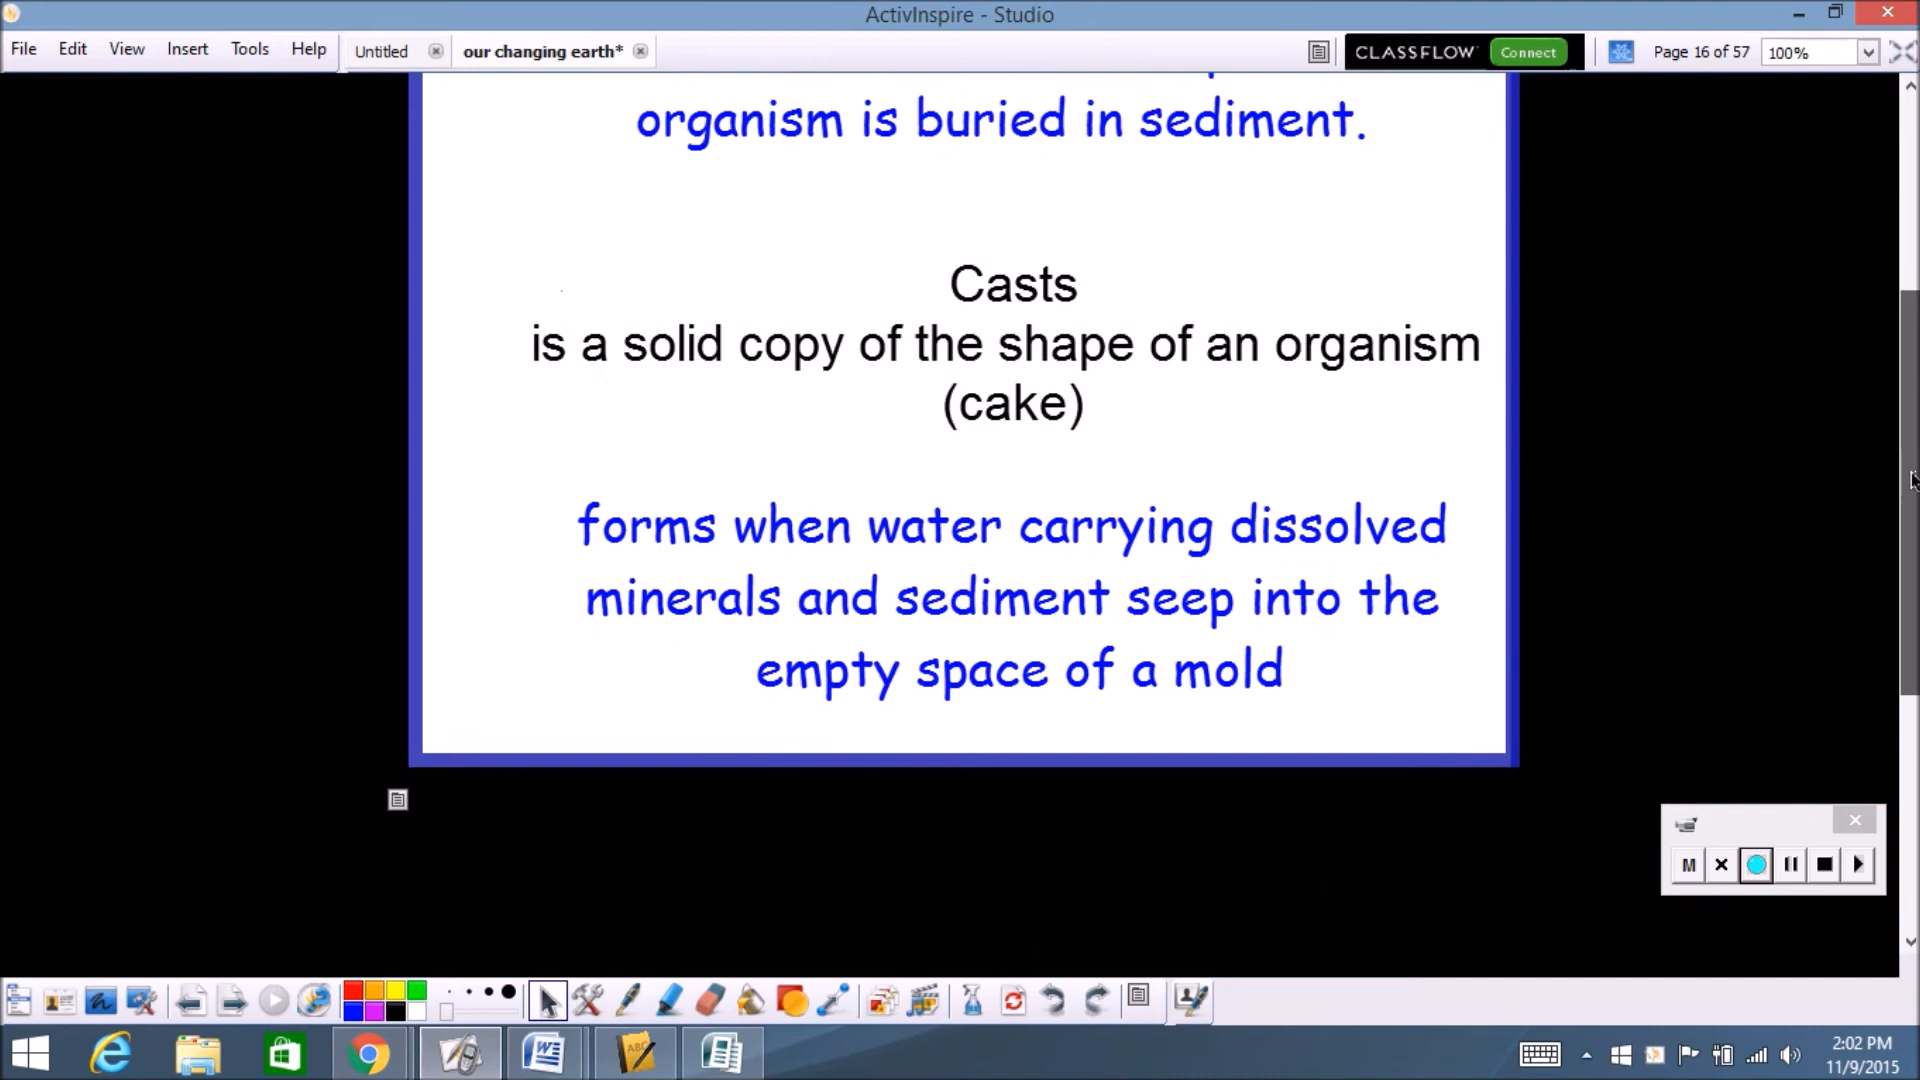 ActivInspire - Studio
File Edit View Insert Tools Help Untitled our changing earth* CLASSFLOW Connect Page 16 of 57 100%
organism is buried in sediment.
Casts
is a solid copy of the shape of an organism
(cake)
forms when water carrying dissolved
minerals and sediment seep into the
empty space of a mold
M
ABC
2:02 PM
11/9/2015